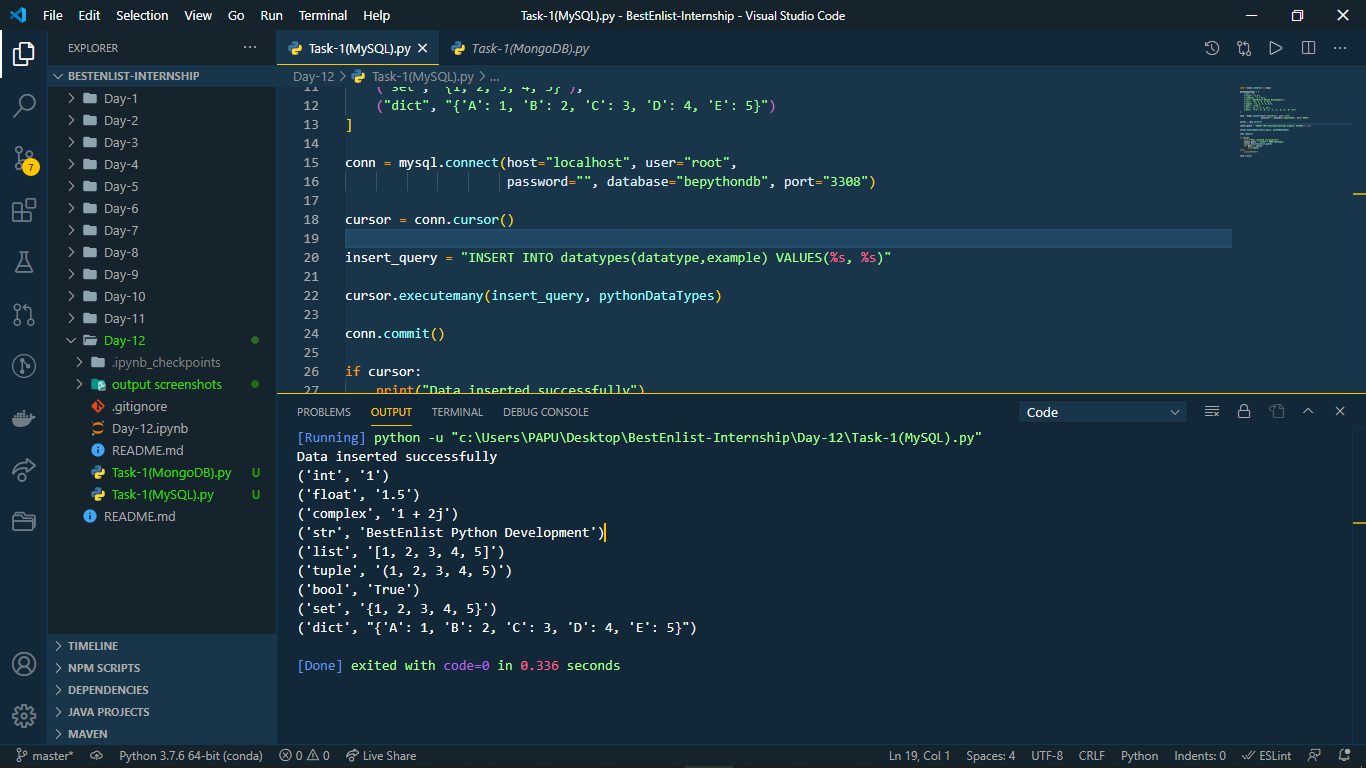 File Edit Selection View Go Run Terminal Help Task-1(MySQL).py - BestEnlist-Internship - Visual Studio Code
EXPLORER
BESTENLIST-INTERNSHIP
Day-1
Day-2
Day-3
Day-4
Day-5
Day-6
Day-7
Day-8
Day-9
Day-10
Day-11
Day-12
.ipynb_checkpoints
output screenshots
.gitignore
Day-12.ipynb
README.md
Task-1(MongoDB).py U
Task-1(MySQL).py U
README.md
TIMELINE
NPM SCRIPTS
DEPENDENCIES
JAVA PROJECTS
MAVEN
7
Task-1(MySQL).py Task-1(MongoDB).py
Day-12 > Task-1(MySQL).py > ...
11 ("set", "{1, 2, 3, 4, 5}"),
12 ("dict", "{'A': 1, 'B': 2, 'C': 3, 'D': 4, 'E': 5}")
13 ]
14
15 conn = mysql.connect(host="localhost", user="root",
16 password="", database="bepythondb", port="3308")
17
18 cursor = conn.cursor()
19
20 insert_query = "INSERT INTO datatypes(datatype,example) VALUES(%s, %s)"
21
22 cursor.executemany(insert_query, pythonDataTypes)
23
24 conn.commit()
25
26 if cursor:
27 print("Data inserted successfully")
PROBLEMS OUTPUT TERMINAL DEBUG CONSOLE Code
[Running] python -u "c:\Users\PAPU\Desktop\BestEnlist-Internship\Day-12\Task-1(MySQL).py"
Data inserted successfully
('int', '1')
('float', '1.5')
('complex', '1 + 2j')
('str', 'BestEnlist Python Development')
('list', '[1, 2, 3, 4, 5]')
('tuple', '(1, 2, 3, 4, 5)')
('bool', 'True')
('set', '{1, 2, 3, 4, 5}')
('dict', "{'A': 1, 'B': 2, 'C': 3, 'D': 4, 'E': 5}")
[Done] exited with code=0 in 0.336 seconds
master* Python 3.7.6 64-bit (conda) 0 0 Live Share Ln 19, Col 1 Spaces: 4 UTF-8 CRLF Python Indents: 0 ESLint